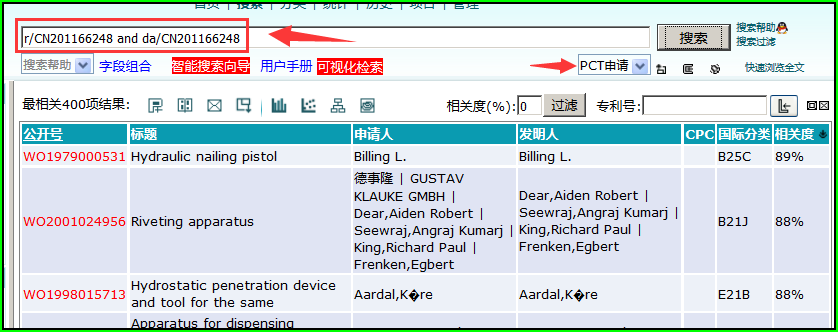 首页 | 搜索 | 分类 | 统计 | 历史 | 项目 | 管理
r/CN201166248 and da/CN201166248
搜索
搜索帮助
搜索过滤
搜索帮助 字段组合 智能搜索向导 用户手册 可视化检索
PCT申请
快速浏览全文
最相关400项结果:
相关度(%): 0 过滤 专利号:
公开号 标题 申请人 发明人 CPC 国际分类 相关度
WO1979000531 Hydraulic nailing pistol Billing L. Billing L. B25C 89%
WO2001024956 Riveting apparatus
德事隆 | GUSTAV
KLAUKE GMBH |
Dear,Aiden Robert |
Seewraj,Angraj Kumarj |
King,Richard Paul |
Frenken,Egbert
Dear,Aiden Robert |
Seewraj,Angraj Kumarj |
King,Richard Paul |
Frenken,Egbert
B21J 88%
WO1998015713
Hydrostatic penetration device
and tool for the same
Aardal,K�re Aardal,K�re E21B 88%
Apparatus for dispensing